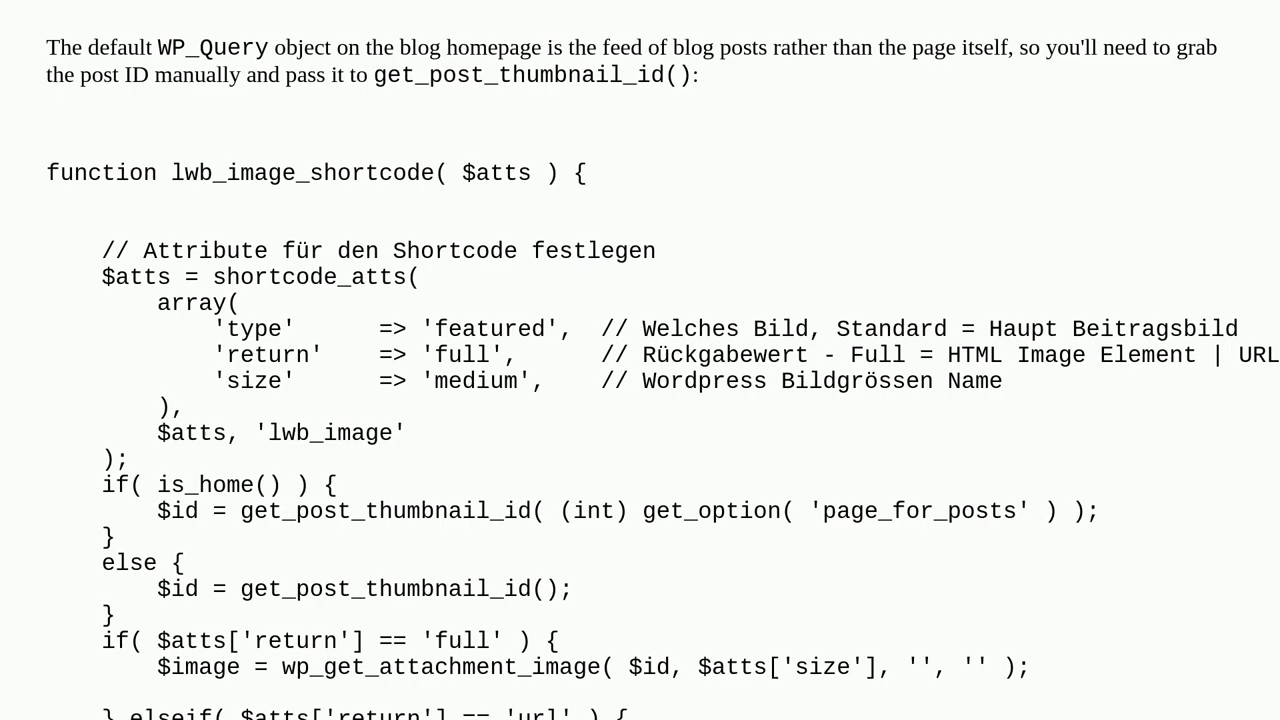 The default WP_Query object on the blog homepage is the feed of blog posts rather than the page itself, so you'll need to grab
the post ID manually and pass it to get_post_thumbnail_id():
function lwb_image_shortcode( $atts ) {
    // Attribute für den Shortcode festlegen
    $atts = shortcode_atts(
        array(
            'type'      => 'featured',  // Welches Bild, Standard = Haupt Beitragsbild
            'return'    => 'full',      // Rückgabewert - Full = HTML Image Element | URL
            'size'      => 'medium',    // Wordpress Bildgrössen Name
        ),
        $atts, 'lwb_image'
    );
    if( is_home() ) {
        $id = get_post_thumbnail_id( (int) get_option( 'page_for_posts' ) );
    }
    else {
        $id = get_post_thumbnail_id();
    }
    if( $atts['return'] == 'full' ) {
        $image = wp_get_attachment_image( $id, $atts['size'], '', '' );
    } elseif( $atts['return'] == 'url' ) {